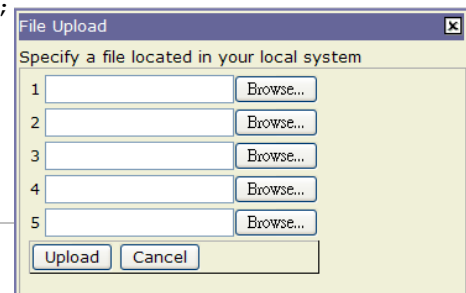 ;
File Upload
Specify a file located in your local system
1 Browse...
2 Browse...
3 Browse...
4 Browse...
5 Browse...
Upload Cancel